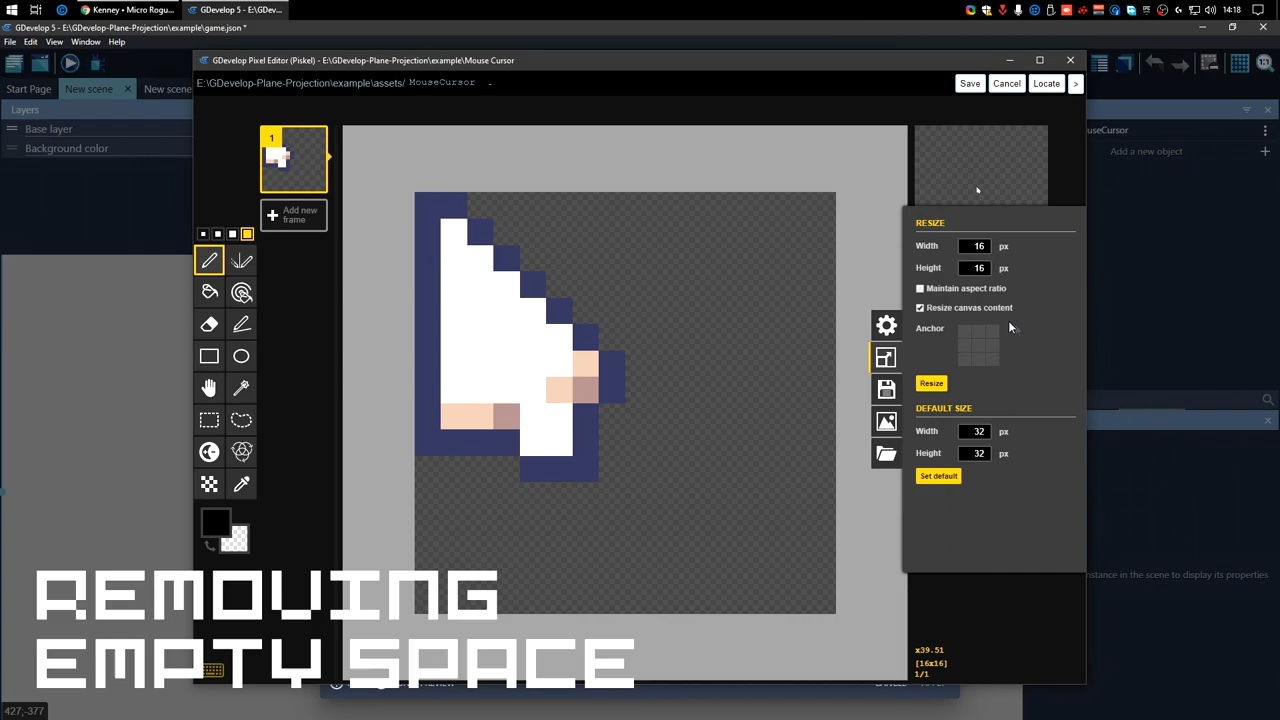 Kenney • Micro Rogu...
GDevelop 5 - E:\GDev...
14:18
GDevelop 5 - E:\GDevelop-Plane-Projection\example\game.json *
File Edit View Window Help
GDevelop Pixel Editor (Piskel) - E:\GDevelop-Plane-Projection\example\Mouse Cursor
E:\GDevelop-Plane-Projection\example\assets/ MouseCursor -
Save Cancel Locate >
Start Page New scene × New scene
Layers
Base layer
Background color
1
Add new frame
RESIZE
Width 16 px
Height 16 px
Maintain aspect ratio
Resize canvas content
Anchor
Resize
DEFAULT SIZE
Width 32 px
Height 32 px
Set default
Add a new object
REMOVING
EMPTY SPACE
x39.51
[16x16]
1/1
427;-377